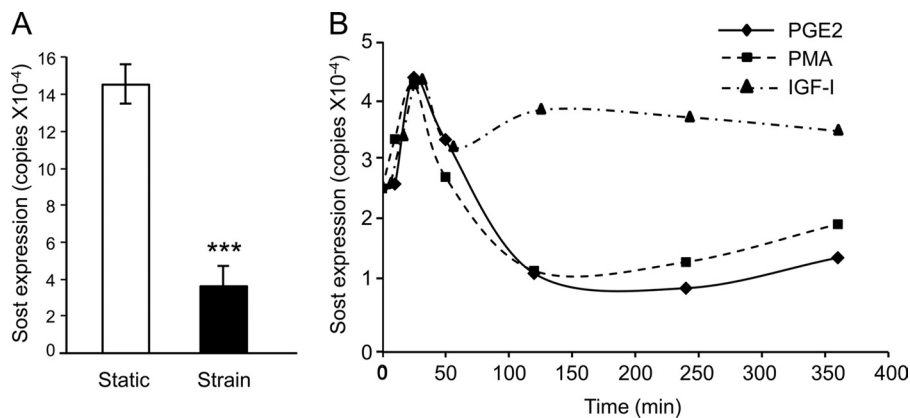 A
Sost expression (copies X10-4)
16
14
12
10
8
6
4
2
0
***
Static
Strain
B
Sost expression (copies X10-4)
5
4
3
2
1
0
0
50
100
150
200
250
300
350
400
Time (min)
PGE2
PMA
IGF-I